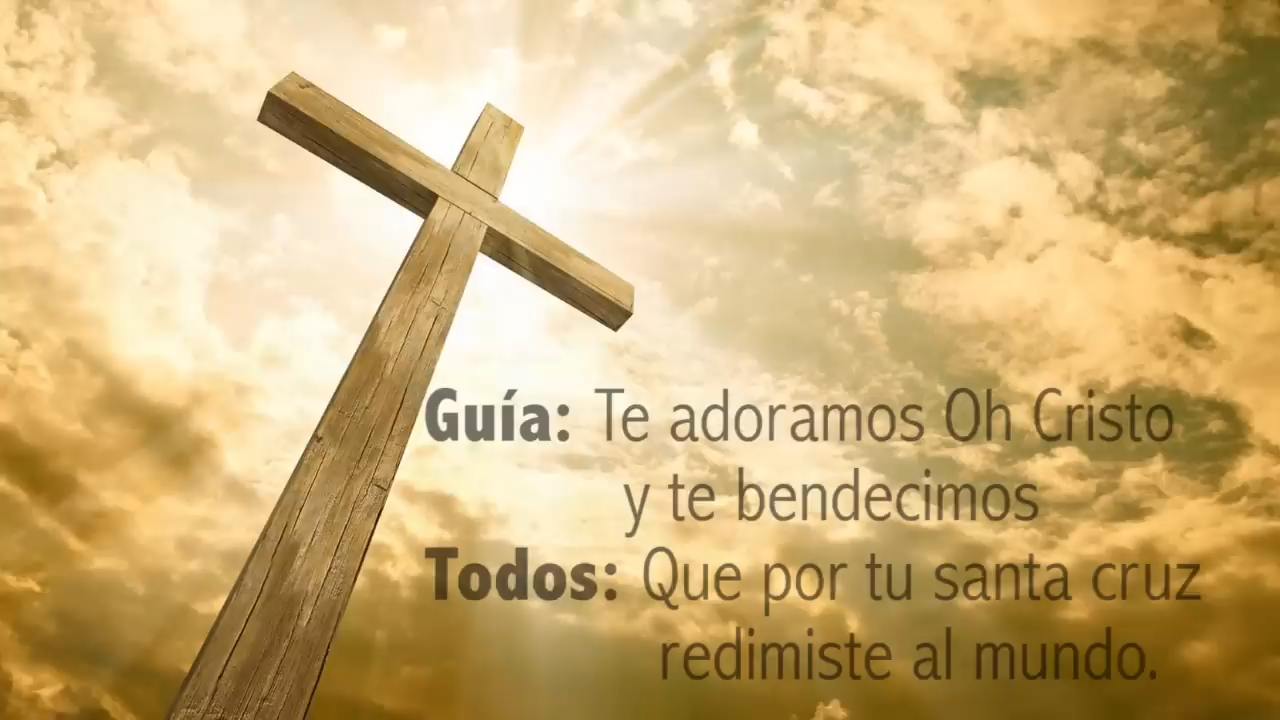 Guía: Te adoramos Oh Cristo
y te bendecimos
Todos: Que por tu santa cruz
redimiste al mundo.